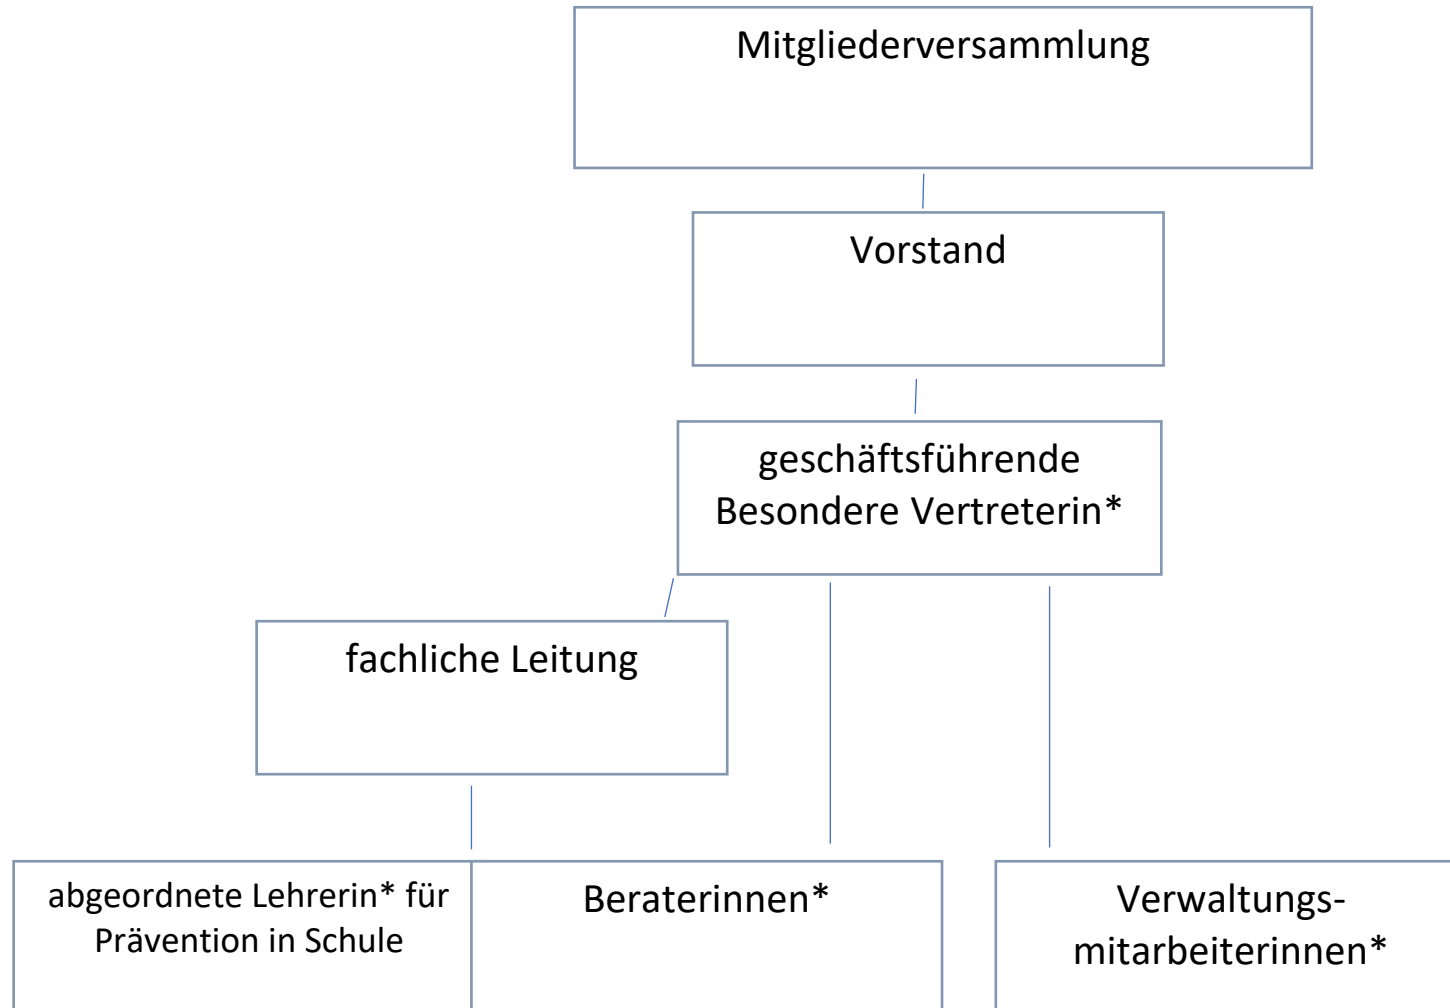 Mitgliederversammlung
Vorstand
geschäftsführende
Besondere Vertreterin*
fachliche Leitung
abgeordnete Lehrerin* für
Prävention in Schule
Beraterinnen*
Verwaltungs-
mitarbeiterinnen*